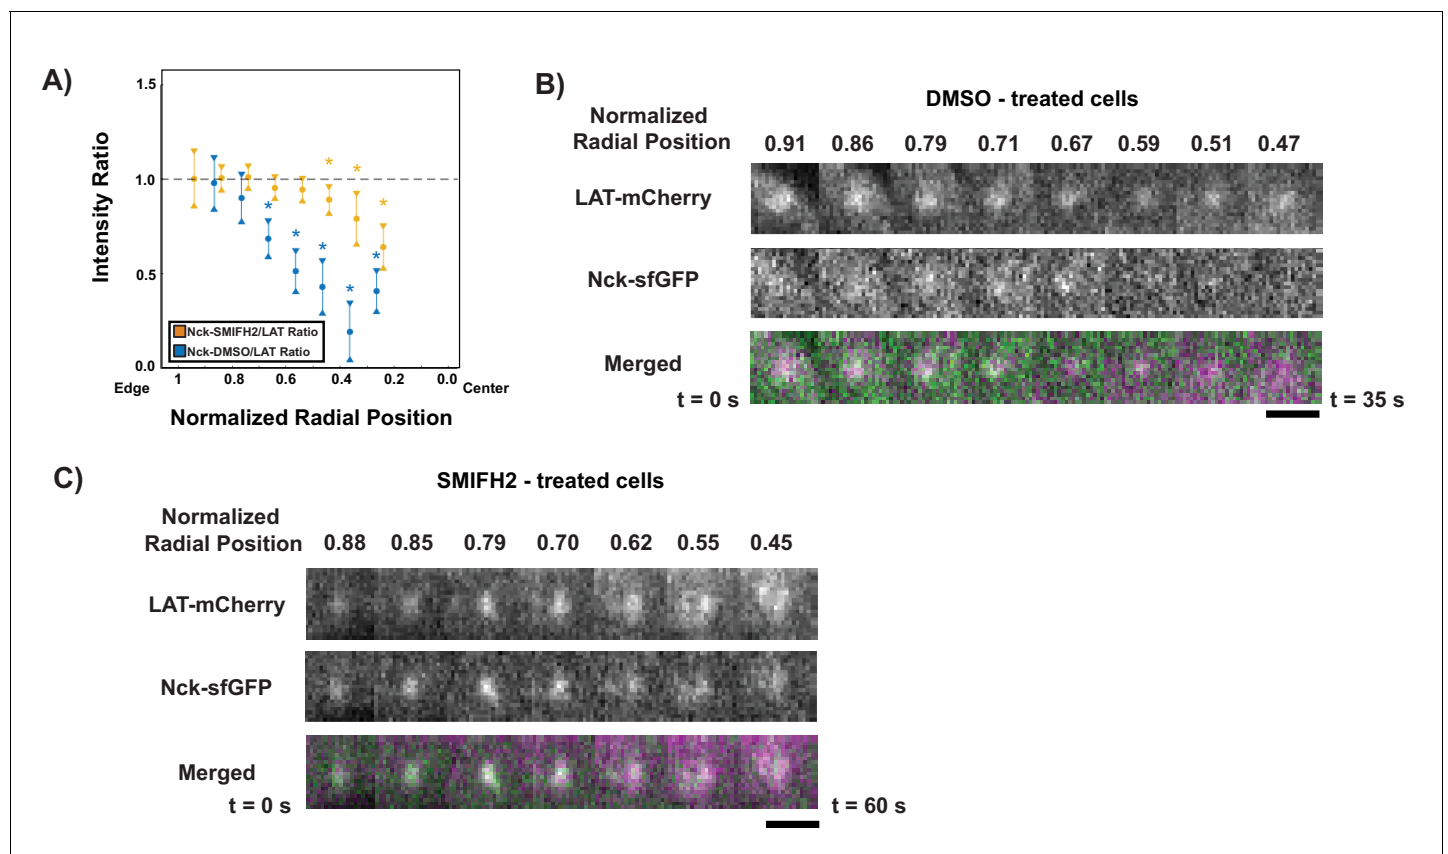 A)
Intensity Ratio
1.5
1.0
0.5
0.0
* * *
* * * * *
Nck-SMIFH2/LAT Ratio
Nck-DMSO/LAT Ratio
Edge 1 0.8 0.6 0.4 0.2 0.0 Center
Normalized Radial Position
B)
DMSO - treated cells
Normalized
Radial Position 0.91 0.86 0.79 0.71 0.67 0.59 0.51 0.47
LAT-mCherry
Nck-sfGFP
Merged
t = 0 s t = 35 s
C)
SMIFH2 - treated cells
Normalized
Radial Position 0.88 0.85 0.79 0.70 0.62 0.55 0.45
LAT-mCherry
Nck-sfGFP
Merged
t = 0 s t = 60 s